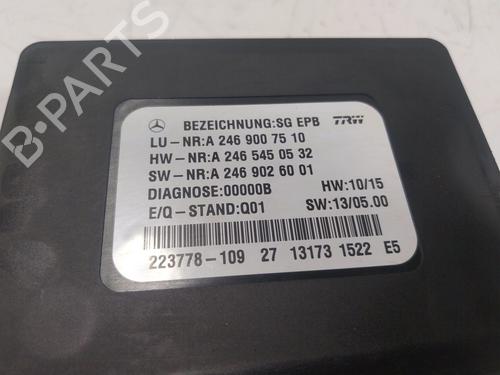 BEZEICHNUNG:SG EPB TRW
LU-NR:A 246 900 75 10
HW-NR:A 246 545 05 32
SW-NR:A 246 902 60 01
DIAGNOSE:00000B HW:10/15
E/Q-STAND:Q01 SW:13/05.00
223778-109 27 13173 1522 E5
B-PARTS